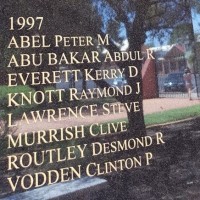 1997
ABEL PETER M
ABU BAKAR ABDUL R
EVERETT KERRY D
KNOTT RAYMOND J
LAWRENCE STEVE
MURRISH CLIVE
ROUTLEY DESMOND R
VODDEN CLINTON P